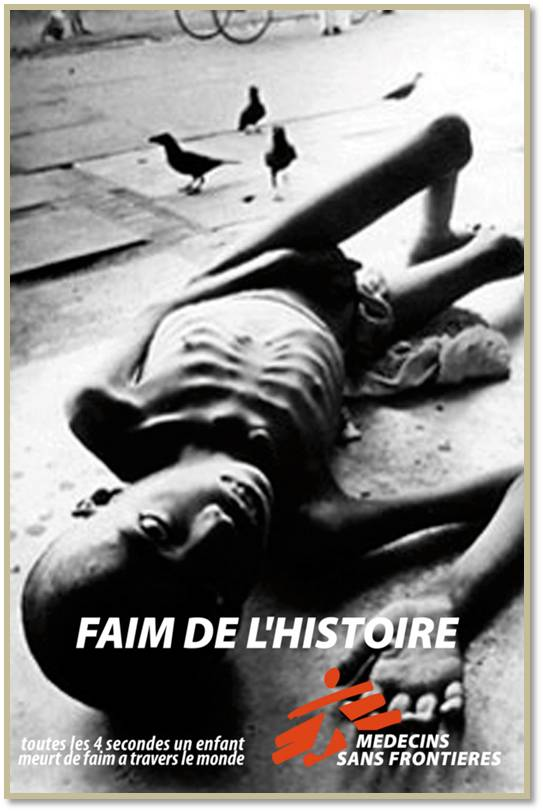 FAIM DE L'HISTOIRE
toutes les 4 secondes un enfant
meurt de faim a travers le monde
MEDECINS
SANS FRONTIERES